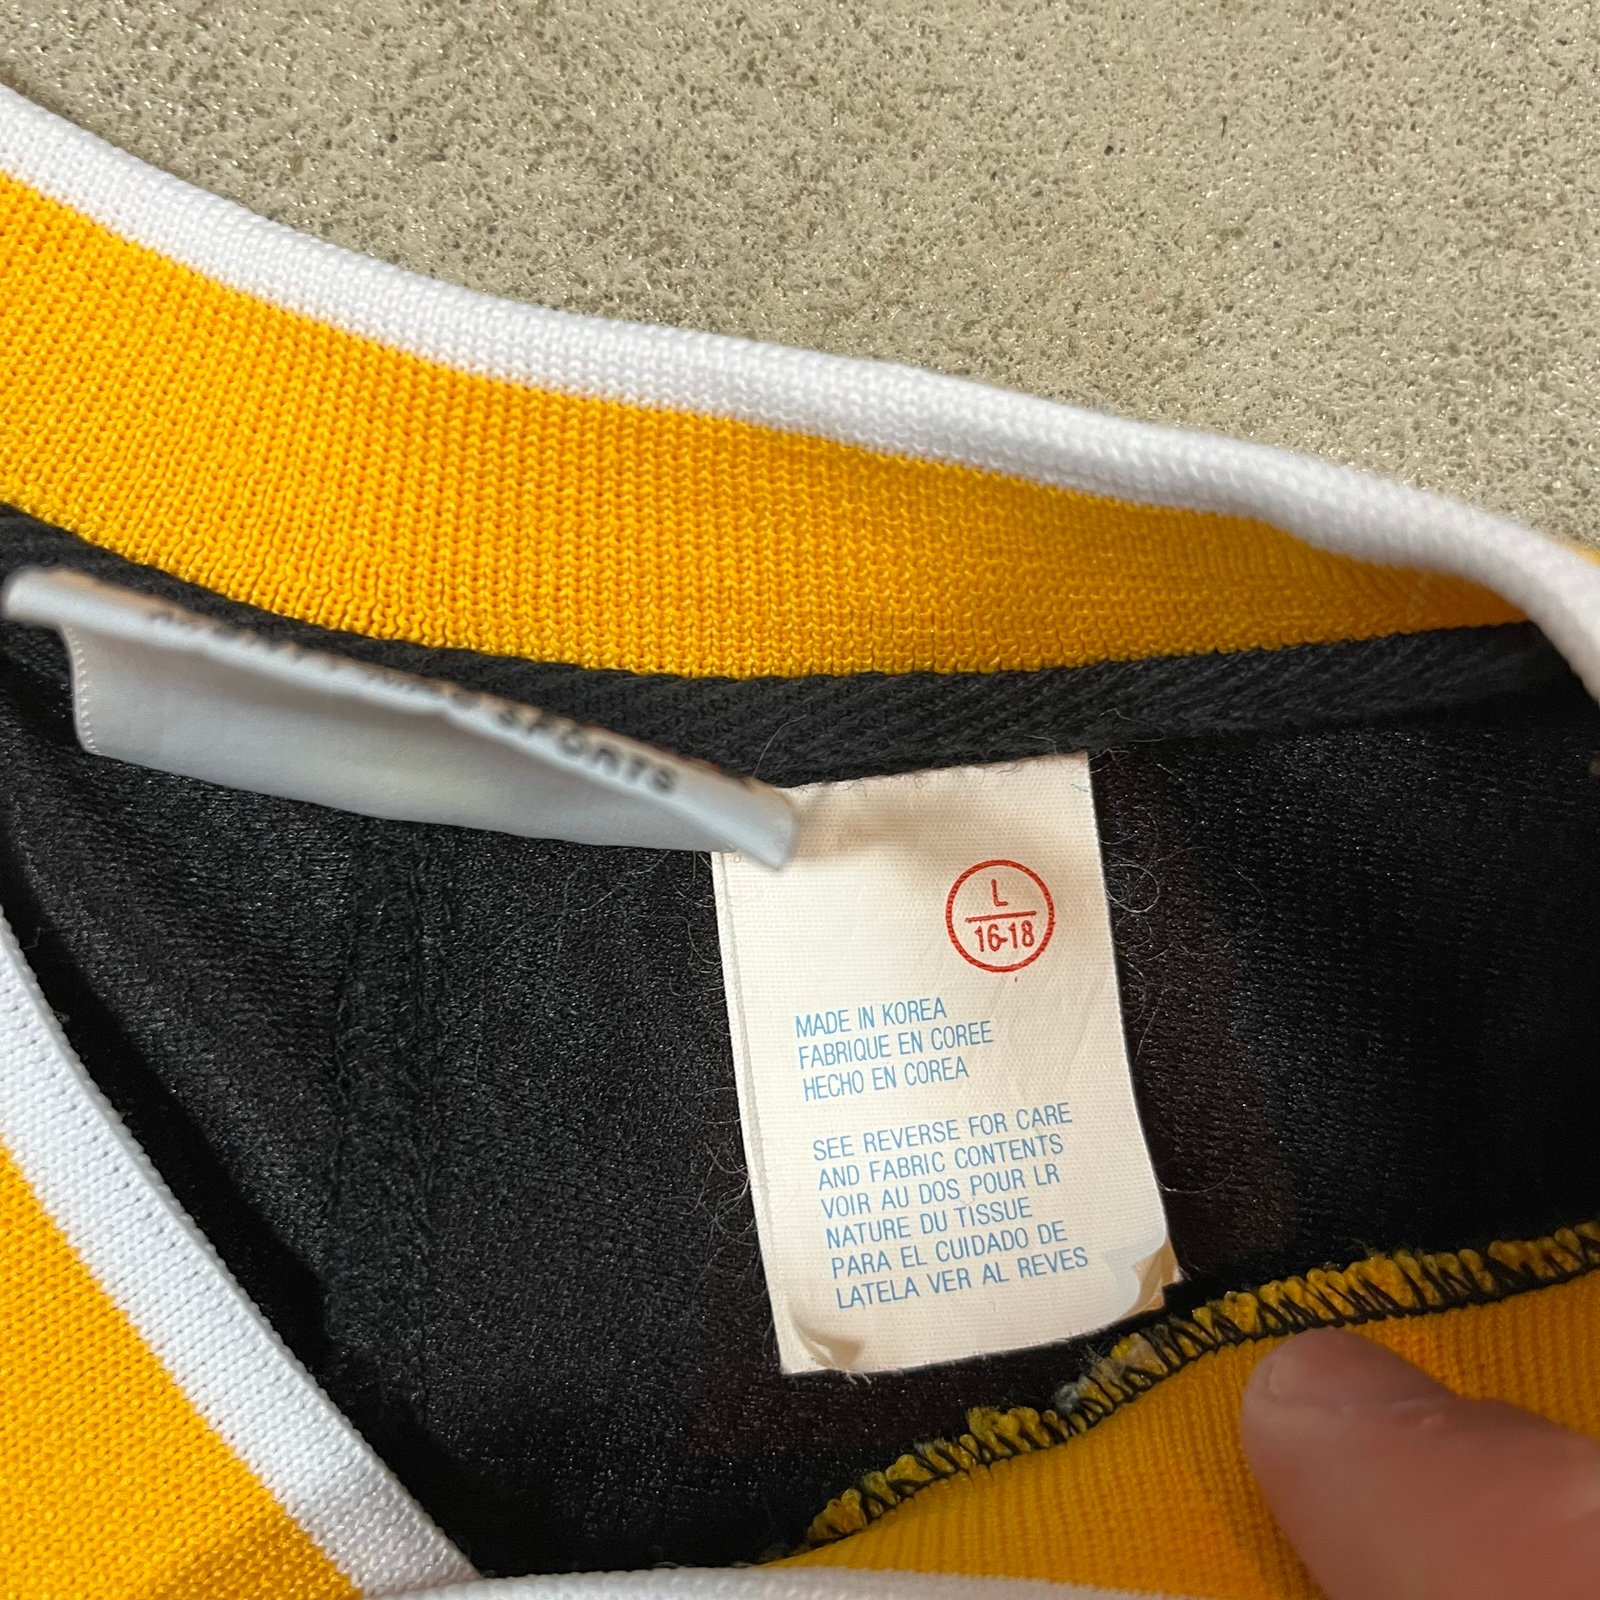 SPORTS
L
16-18
MADE IN KOREA
FABRIQUE EN COREE
HECHO EN COREA
SEE REVERSE FOR CARE
AND FABRIC CONTENTS
VOIR AU DOS POUR LR
NATURE DU TISSUE
PARA EL CUIDADO DE
LATELA VER AL REVES